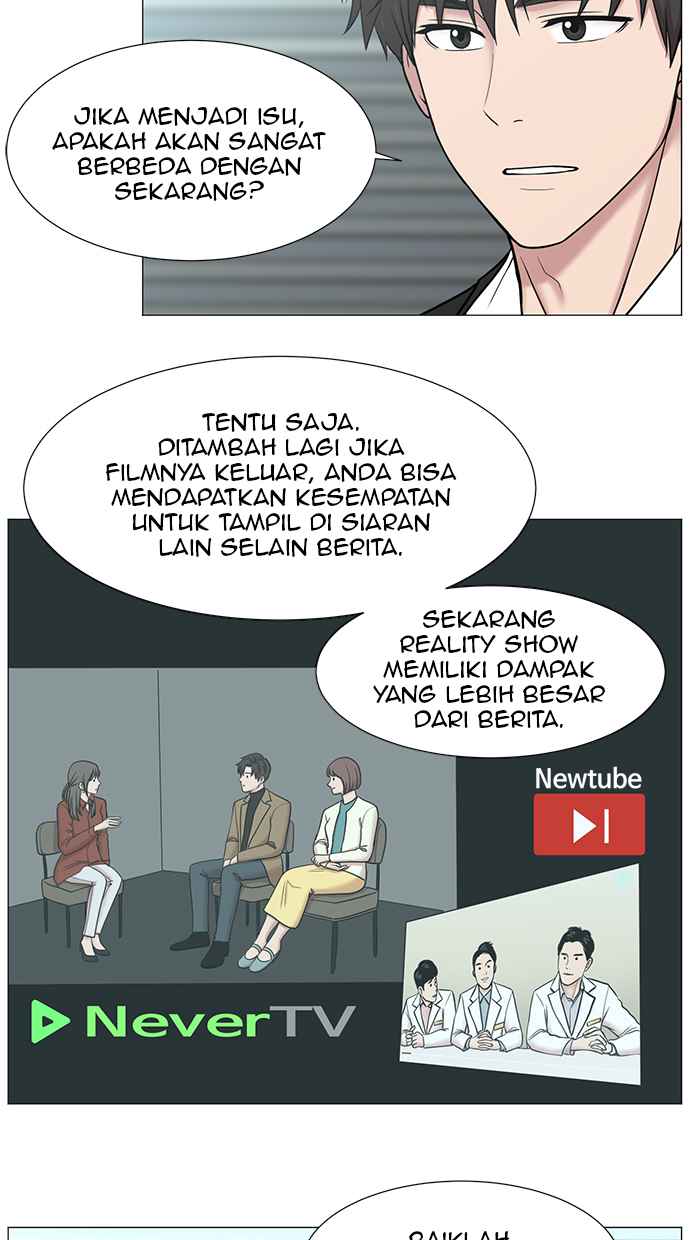 JIKA MENJADI ISU,
APAKAH AKAN SANGAT
BERBEDA DENGAN
SEKARANG?
TENTU SAJA.
DITAMBAH LAGI JIKA
FILMNYA KELUAR, ANDA BISA
MENDAPATKAN KESEMPATAN
UNTUK TAMPIL DI SIARAN
LAIN SELAIN BERITA.
SEKARANG
REALITY SHOW
MEMILIKI DAMPAK
YANG LEBIH BESAR
DARI BERITA.
Newtube
NeverTV
BAIKLAH